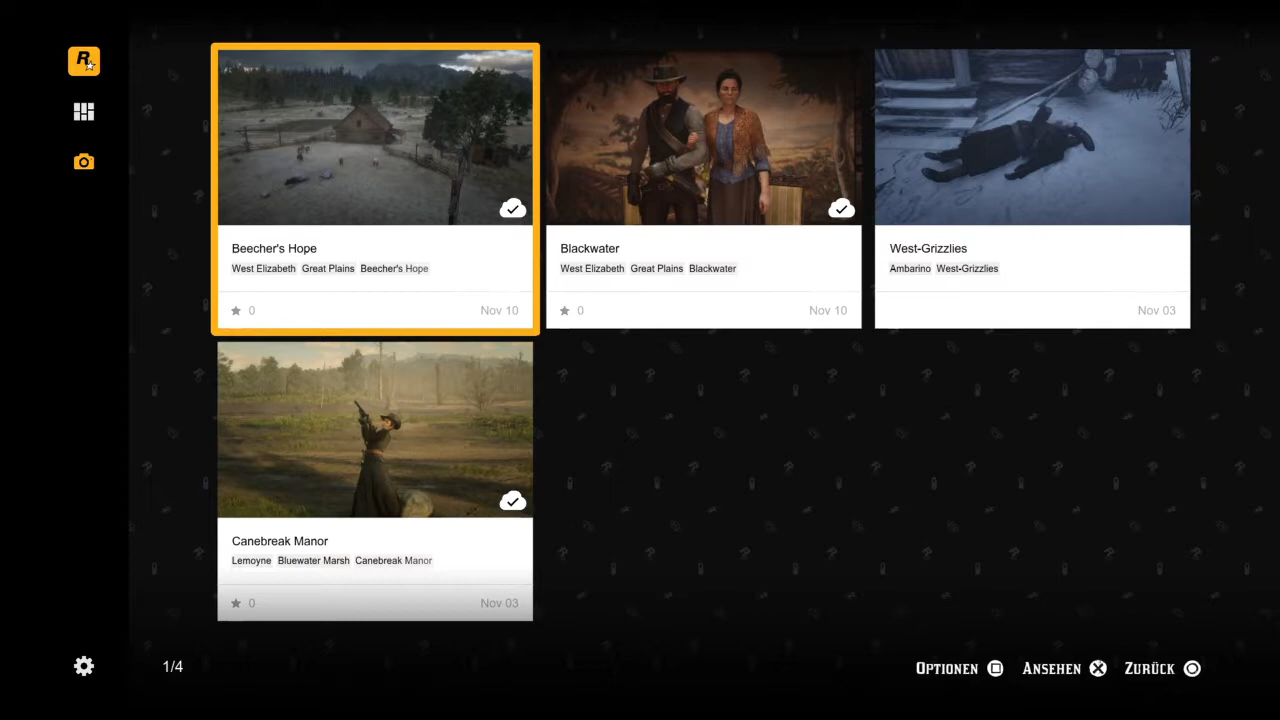 R
Beecher's Hope
West Elizabeth Great Plains Beecher's Hope
0 Nov 10
Blackwater
West Elizabeth Great Plains Blackwater
0 Nov 10
West-Grizzlies
Ambarino West-Grizzlies
Nov 03
Canebreak Manor
Lemoyne Bluewater Marsh Canebreak Manor
0 Nov 03
1/4
OPTIONEN ANSEHEN ZURÜCK